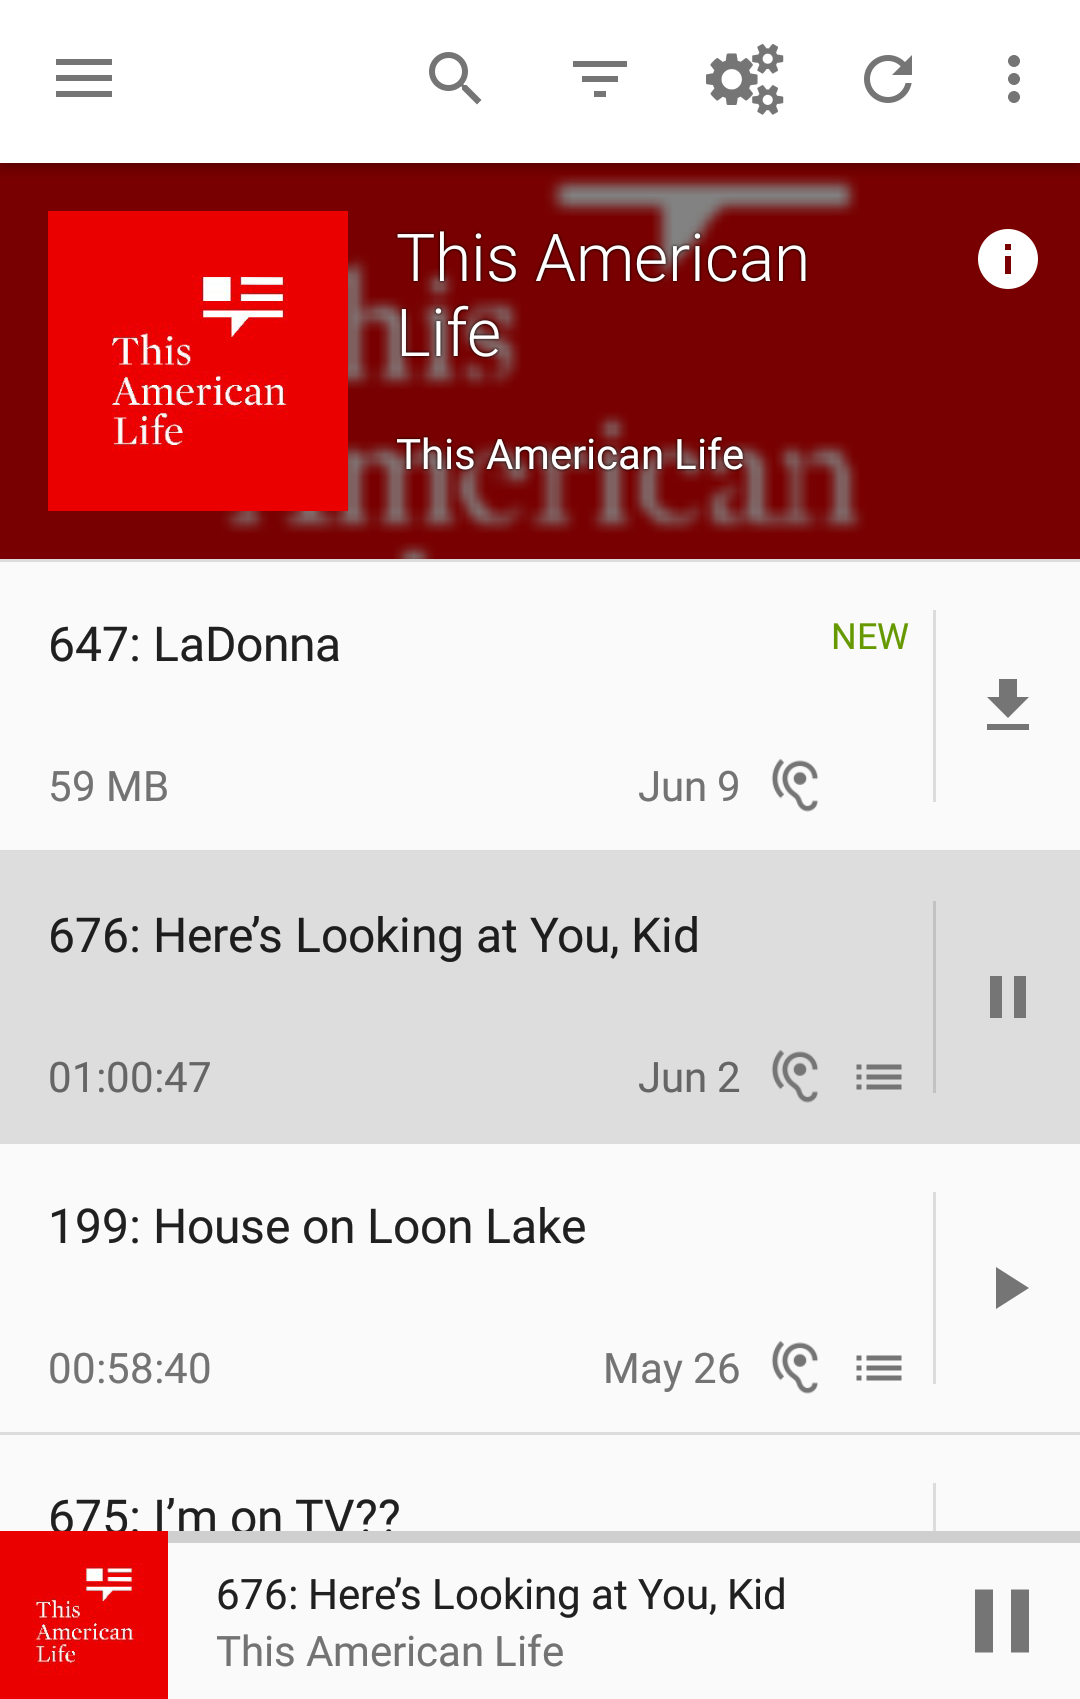 This
American
Life
This American
Life
This American Life
647: LaDonna
NEW
59 MB
Jun 9
676: Here’s Looking at You, Kid
01:00:47
Jun 2
199: House on Loon Lake
00:58:40
May 26
675: I’m on TV??
This
American
Life
676: Here’s Looking at You, Kid
This American Life